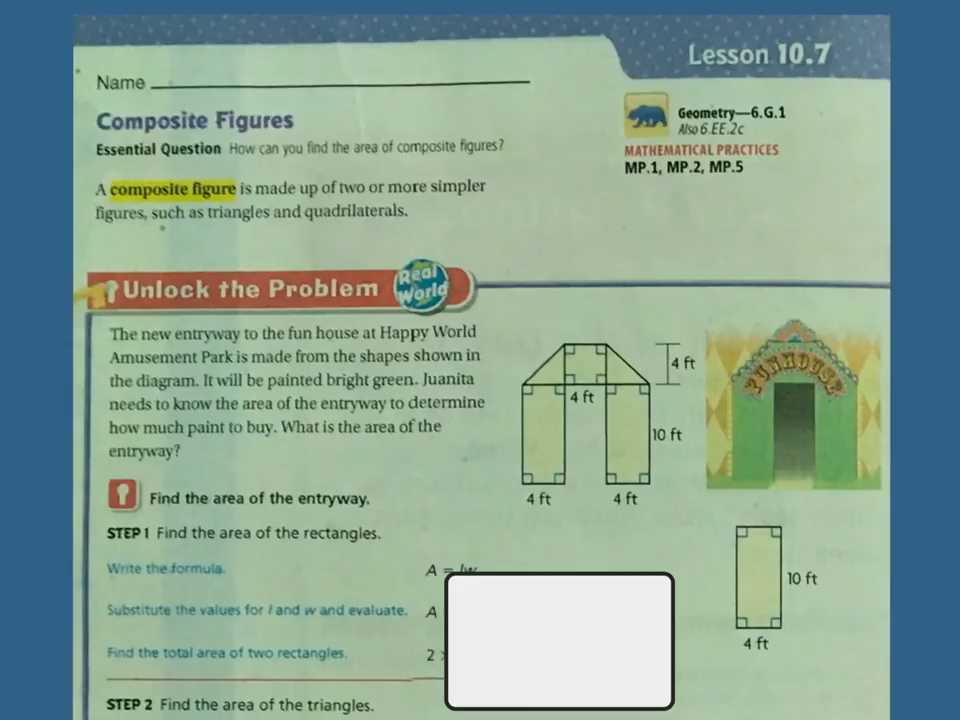 Lesson 10.7
Name
Composite Figures
Essential Question How can you find the area of composite figures?
Geometry—6.G.1
Also 6.EE.2c
MATHEMATICAL PRACTICES
MP.1, MP.2, MP.5
A composite figure is made up of two or more simpler
figures, such as triangles and quadrilaterals.
Unlock the Problem
Real
World
The new entryway to the fun house at Happy World
Amusement Park is made from the shapes shown in
the diagram. It will be painted bright green. Juanita
needs to know the area of the entryway to determine
how much paint to buy. What is the area of the
entryway?
4 ft
4 ft
10 ft
4 ft
4 ft
FUNHOUSE
Find the area of the entryway.
STEP 1 Find the area of the rectangles.
Write the formula. A = lw
Substitute the values for l and w and evaluate. A
Find the total area of two rectangles. 2
10 ft
4 ft
STEP 2 Find the area of the triangles.